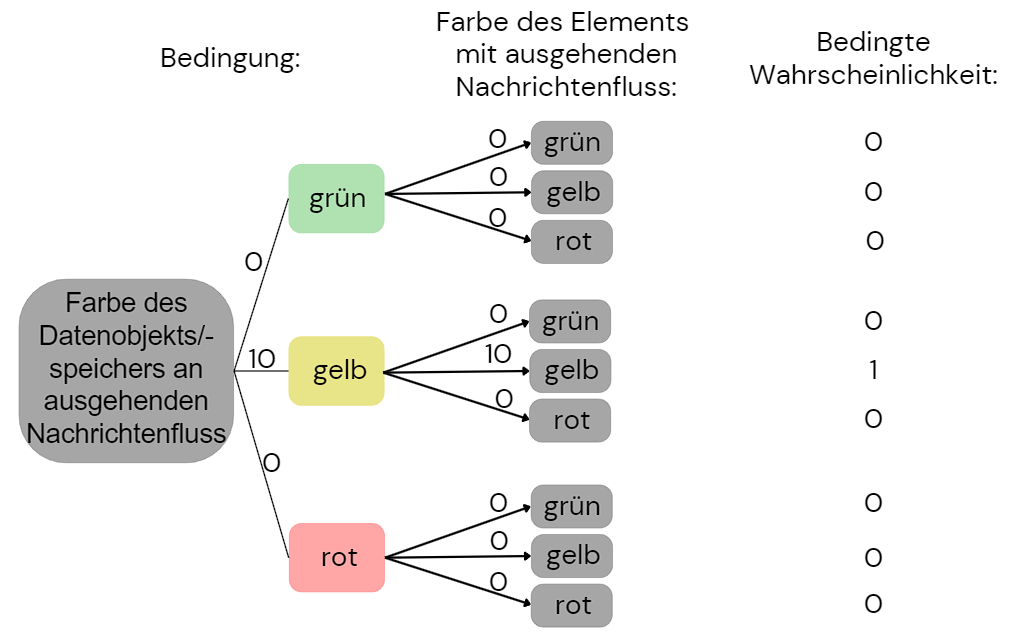 Bedingung:
Farbe des Elements
mit ausgehenden
Nachrichtenfluss:
Bedingte
Wahrscheinlichkeit:
Farbe des
Datenobjekts/-
speichers an
ausgehenden
Nachrichtenfluss
0
grün
0
grün
0
0
gelb
0
0
rot
0
10
gelb
0
grün
0
10
gelb
1
0
rot
0
0
rot
0
grün
0
0
gelb
0
0
rot
0